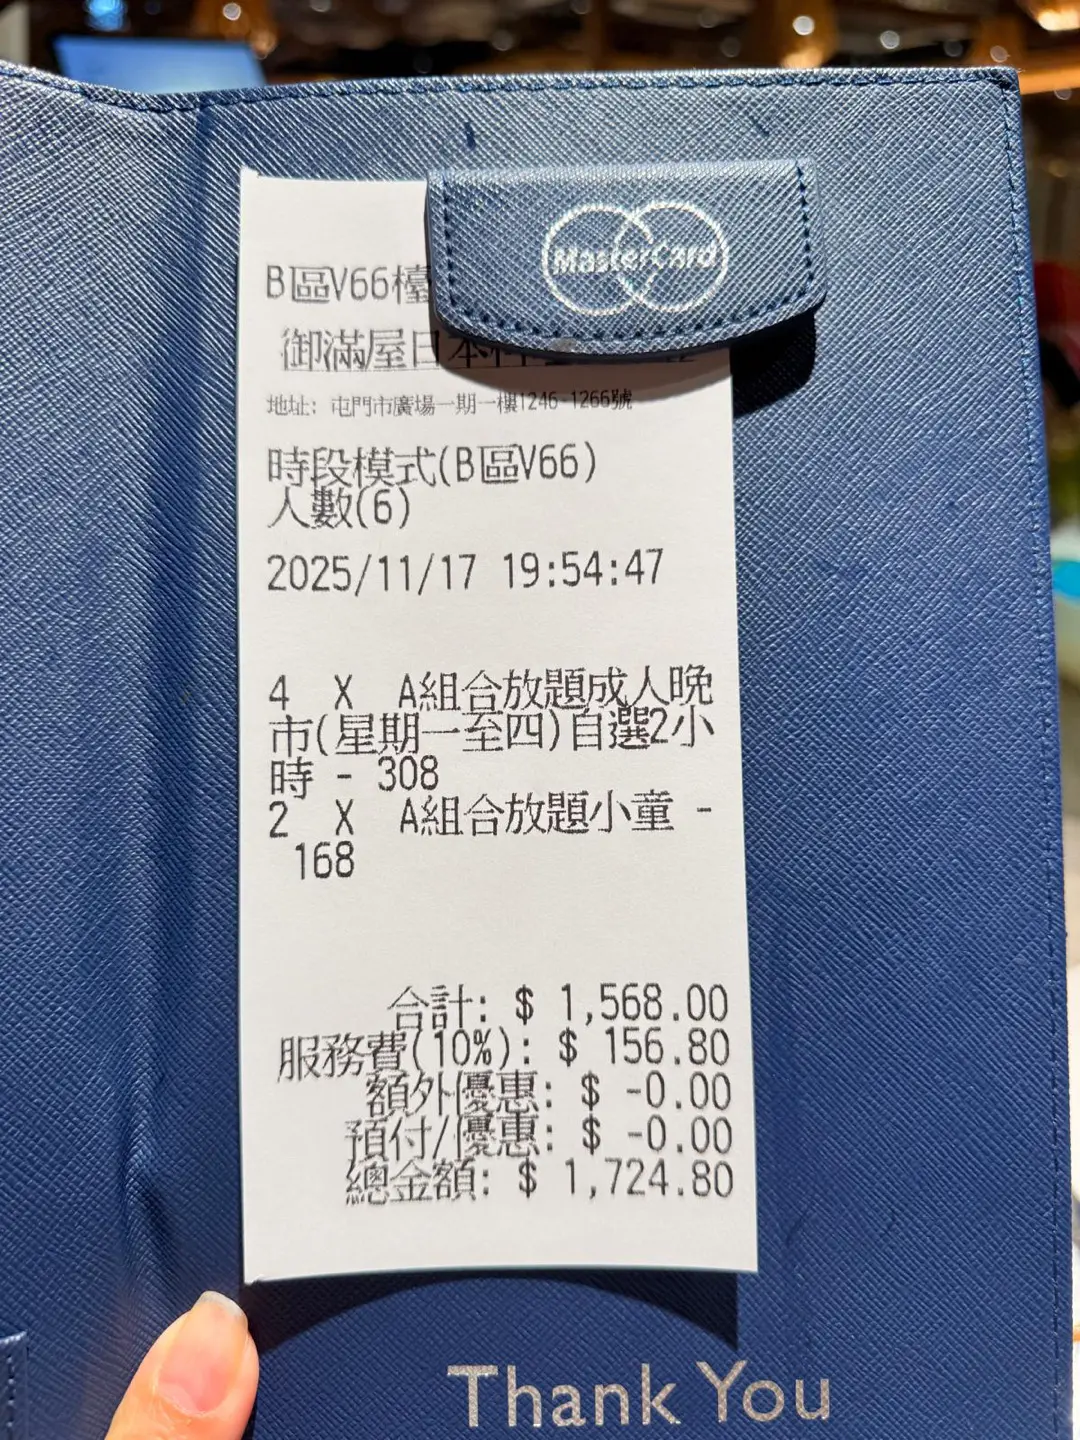 MasterCard
B區V66檯
御滿屋日本料
地址: 屯門市廣場一期一樓1246-1266號
時段模式(B區V66)
人數(6)
2025/11/17 19:54:47
4 X A組合放題成人晚
市(星期一至四)自選2小
時 - 308
2 X A組合放題小童 -
168
合計: $ 1,568.00
服務費(10%): $ 156.80
額外優惠: $ -0.00
預付/優惠: $ -0.00
總金額: $ 1,724.80
Thank You